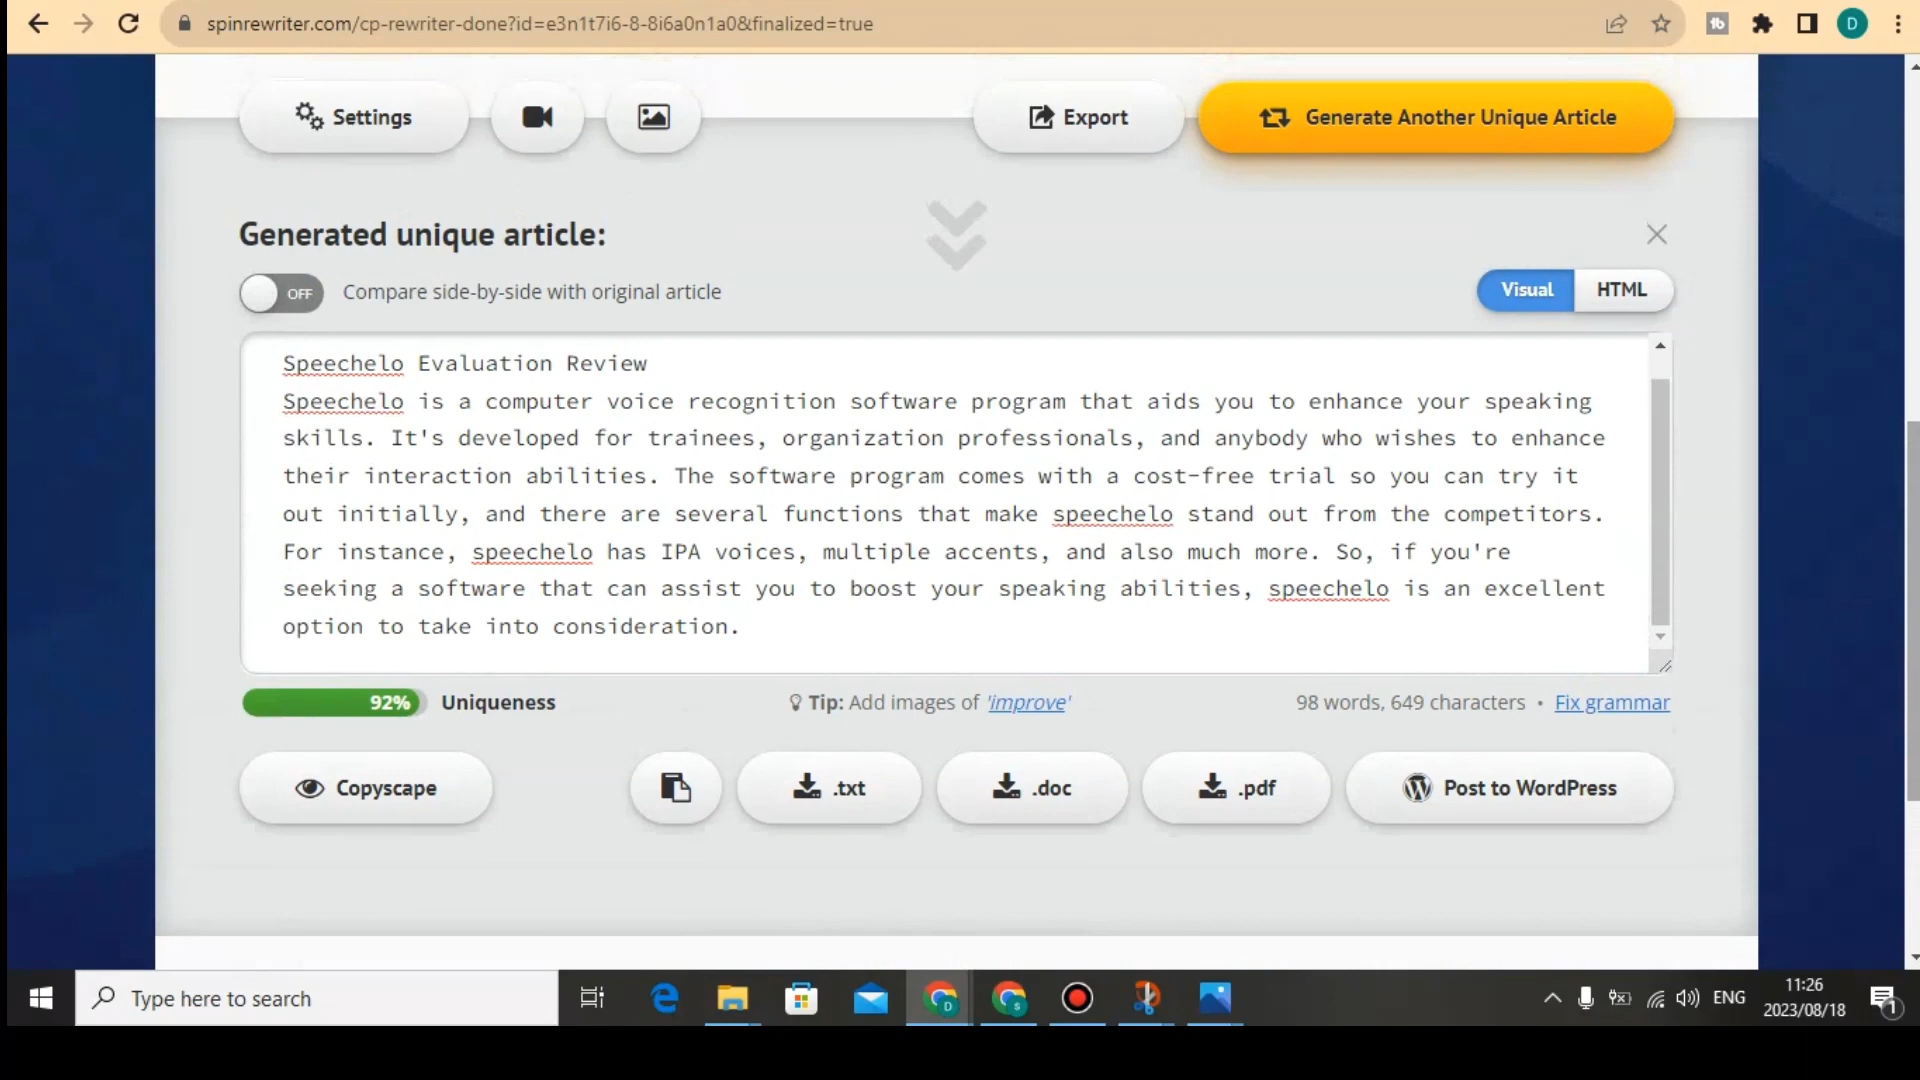 spinrewriter.com/cp-rewriter-done?id=e3n1t7i6-8-8i6a0n1a0&finalized=true
D
Settings
Export
Generate Another Unique Article
Generated unique article:
OFF
Compare side-by-side with original article
Visual
HTML
Speechelo Evaluation Review
Speechelo is a computer voice recognition software program that aids you to enhance your speaking
skills. It's developed for trainees, organization professionals, and anybody who wishes to enhance
their interaction abilities. The software program comes with a cost-free trial so you can try it
out initially, and there are several functions that make speechelo stand out from the competitors.
For instance, speechelo has IPA voices, multiple accents, and also much more. So, if you're
seeking a software that can assist you to boost your speaking abilities, speechelo is an excellent
option to take into consideration.
92%
Uniqueness
Tip: Add images of 'improve'
98 words, 649 characters • Fix grammar
Copyscape
.txt
.doc
.pdf
Post to WordPress
Type here to search
ENG
11:26
2023/08/18
1